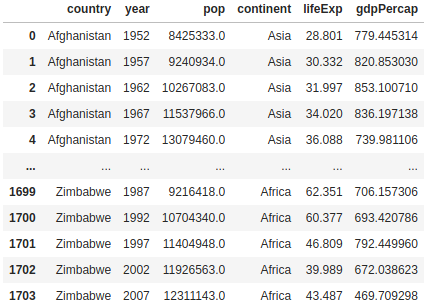 country year pop continent lifeExp gdpPercap
0 Afghanistan 1952 8425333.0 Asia 28.801 779.445314
1 Afghanistan 1957 9240934.0 Asia 30.332 820.853030
2 Afghanistan 1962 10267083.0 Asia 31.997 853.100710
3 Afghanistan 1967 11537966.0 Asia 34.020 836.197138
4 Afghanistan 1972 13079460.0 Asia 36.088 739.981106
... ... ... ... ... ... ...
1699 Zimbabwe 1987 9216418.0 Africa 62.351 706.157306
1700 Zimbabwe 1992 10704340.0 Africa 60.377 693.420786
1701 Zimbabwe 1997 11404948.0 Africa 46.809 792.449960
1702 Zimbabwe 2002 11926563.0 Africa 39.989 672.038623
1703 Zimbabwe 2007 12311143.0 Africa 43.487 469.709298